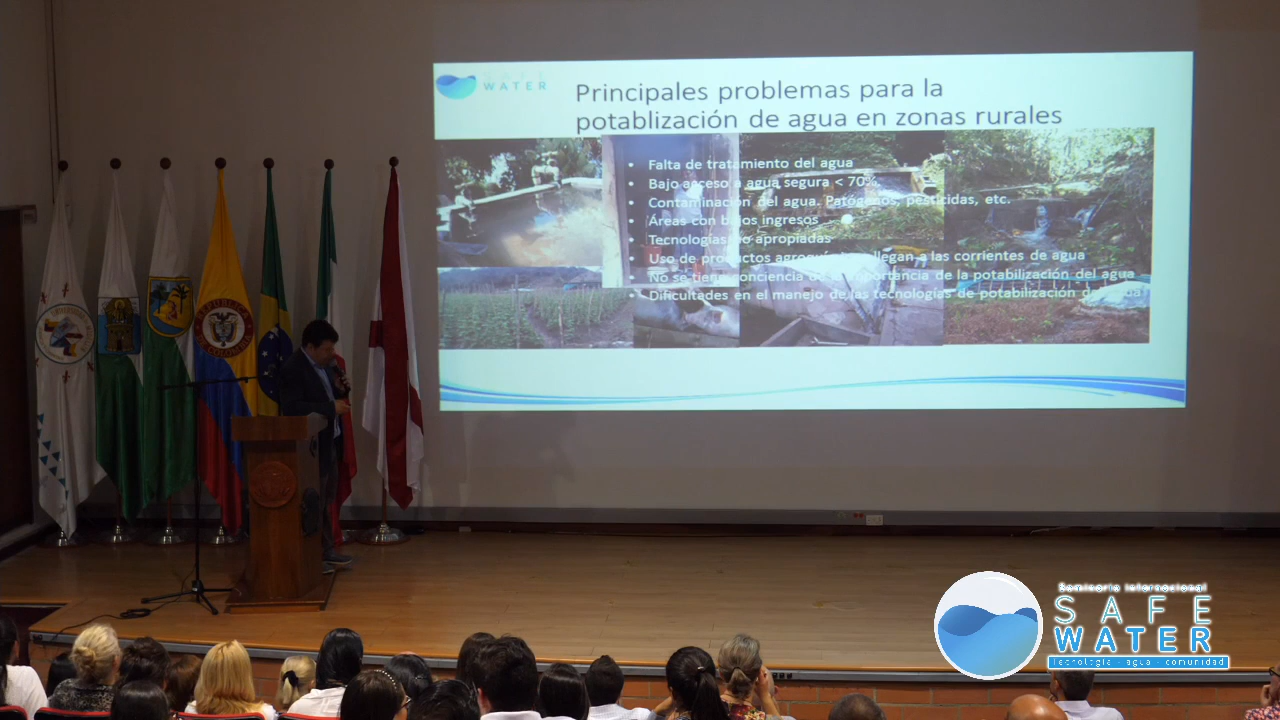 SAFE
WATER
Principales problemas para la
potablización de agua en zonas rurales
• Falta de tratamiento del agua
• Bajo acceso a agua segura < 70%
• Contaminación del agua. Patógenos, pesticidas, etc.
• Áreas con bajos ingresos
• Tecnologías no apropiadas
• Uso de productos llegan a las corrientes de agua
No se tiene conciencia de importancia de la potabilización del agua
• Dificultades en el manejo de las tecnologías de potabilización
Seminario Internacional
SAFE
WATER
Tecnología - agua - comunidad